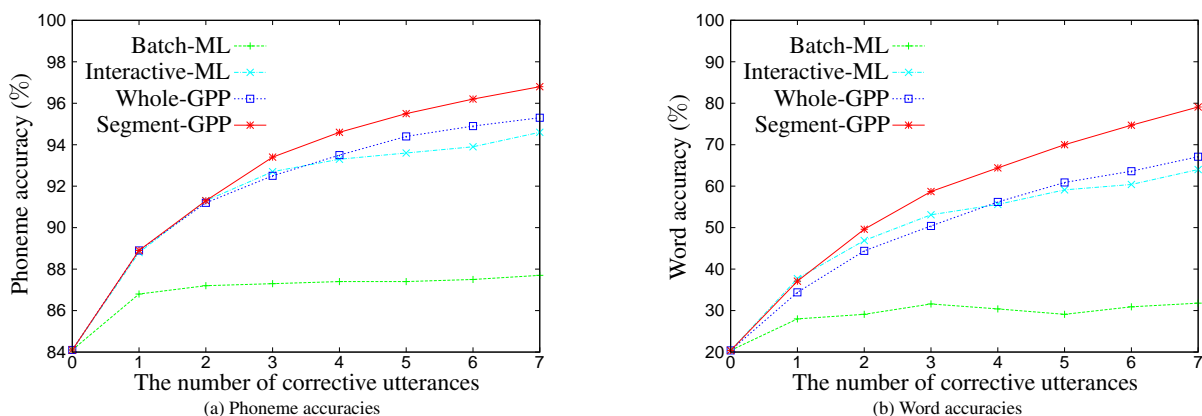 100
98
96
94
92
90
88
86
84
Phoneme accuracy (%)
Batch-ML
Interactive-ML
Whole-GPP
Segment-GPP
0 1 2 3 4 5 6 7
The number of corrective utterances
(a) Phoneme accuracies
100
90
80
70
60
50
40
30
20
Word accuracy (%)
Batch-ML
Interactive-ML
Whole-GPP
Segment-GPP
0 1 2 3 4 5 6 7
The number of corrective utterances
(b) Word accuracies